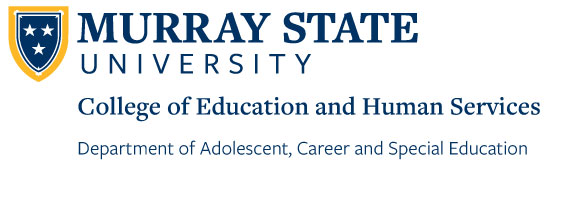 MURRAY STATE
UNIVERSITY
College of Education and Human Services
Department of Adolescent, Career and Special Education